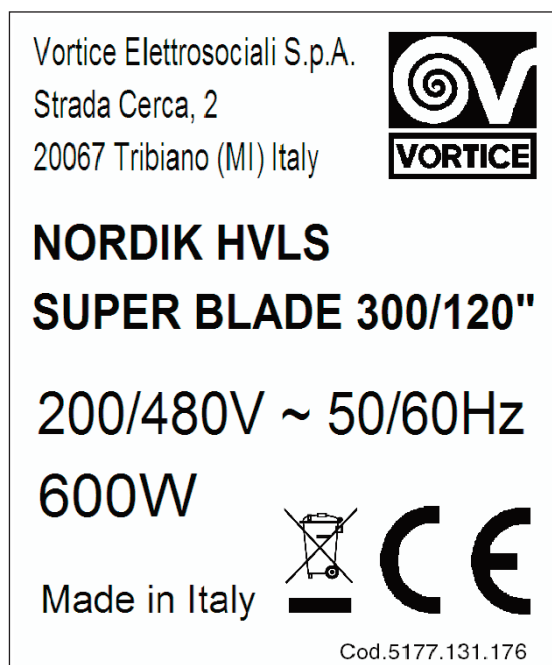 Vortice Elettrosociali S.p.A.
Strada Cerca, 2
20067 Tribiano (MI) Italy
VORTICE
NORDIK HVLS
SUPER BLADE 300/120"
200/480V ~ 50/60Hz
600W
CE
Made in Italy
Cod.5177.131.176